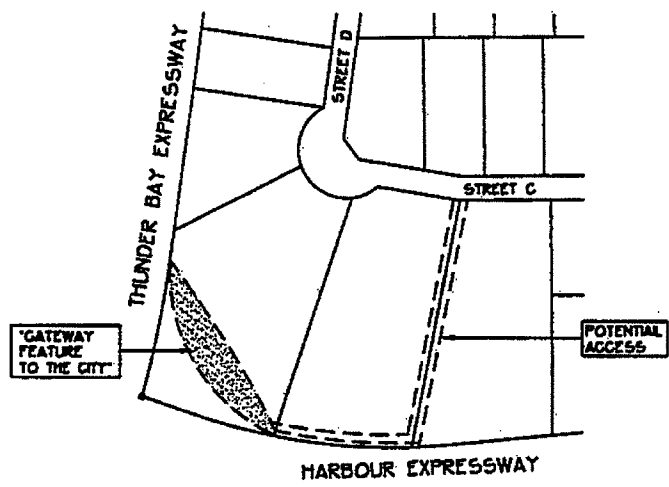 THUNDER BAY EXPRESSWAY
STREET D
STREET C
"GATEWAY
FEATURE
TO THE CITY"
POTENTIAL
ACCESS
HARBOUR EXPRESSWAY